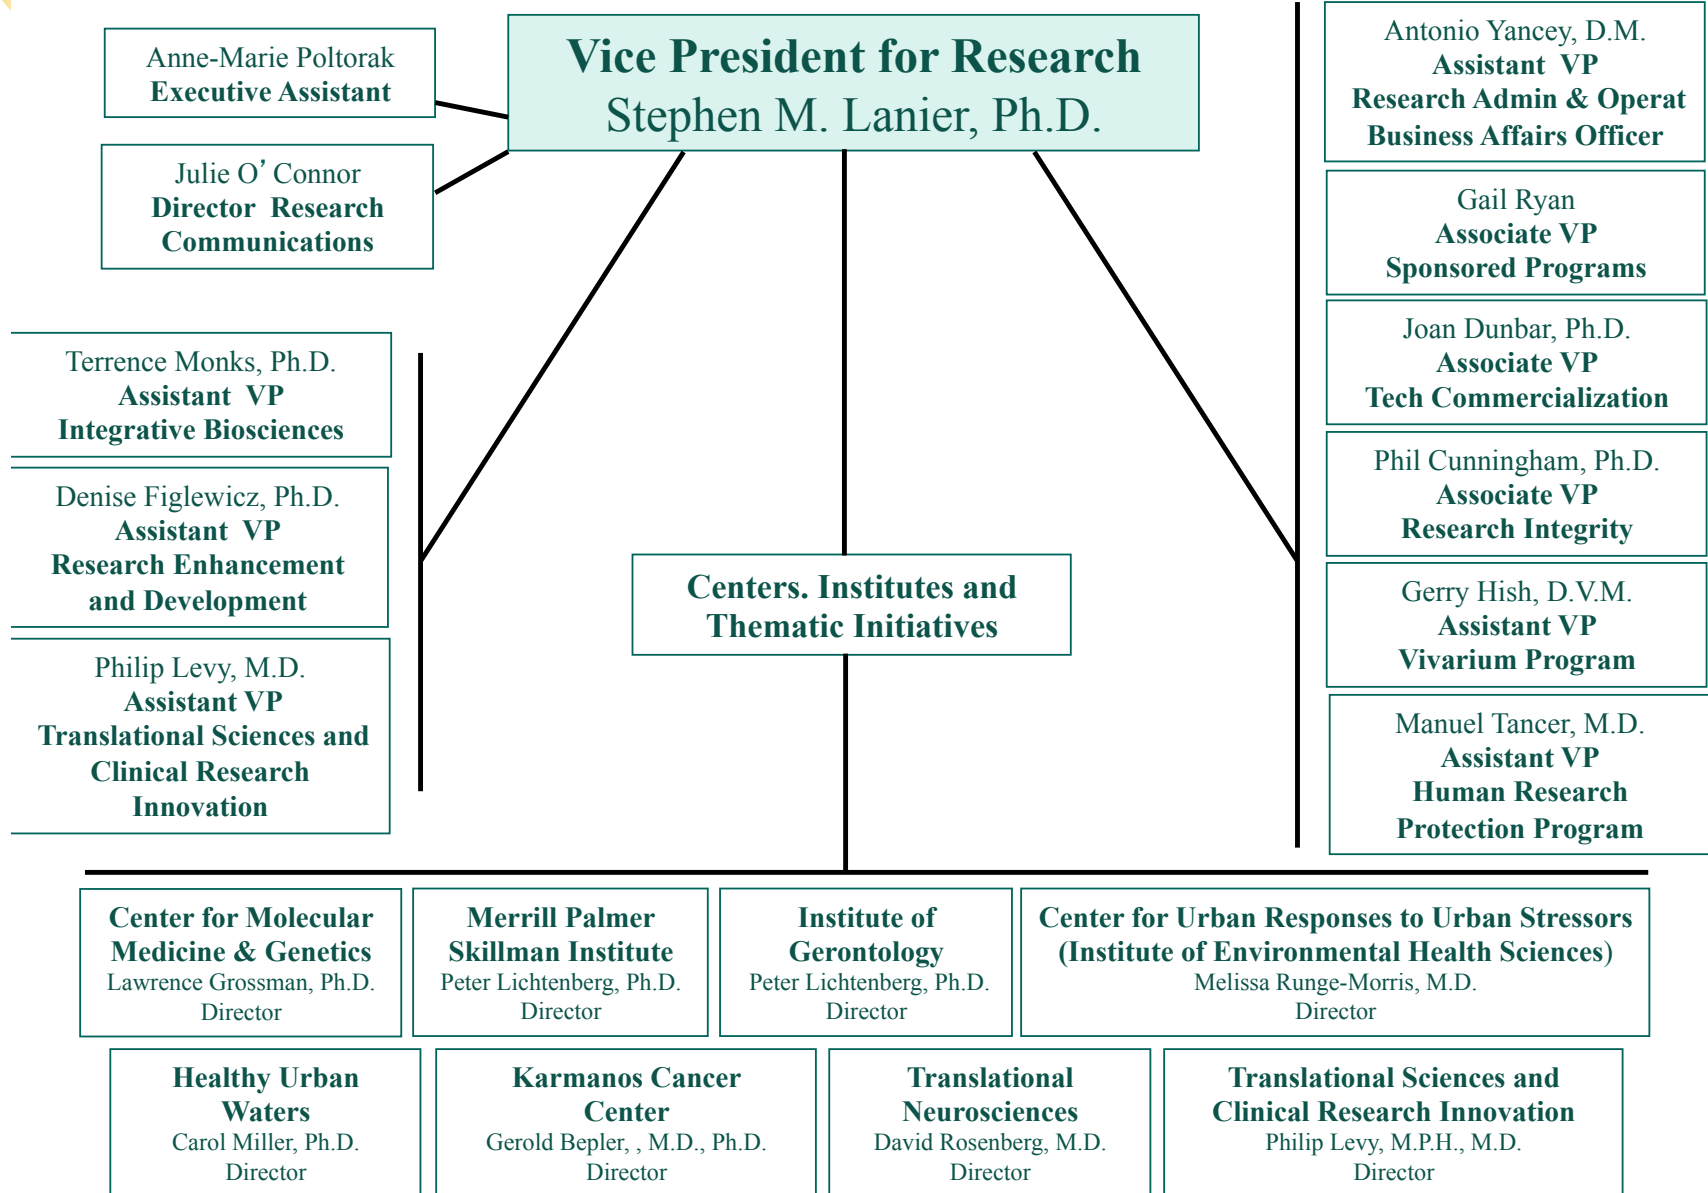 Vice President for Research
Stephen M. Lanier, Ph.D.
Anne-Marie Poltorak
Executive Assistant
Julie O’ Connor
Director Research
Communications
Terrence Monks, Ph.D.
Assistant VP
Integrative Biosciences
Denise Figlewicz, Ph.D.
Assistant VP
Research Enhancement
and Development
Philip Levy, M.D.
Assistant VP
Translational Sciences and
Clinical Research
Innovation
Centers. Institutes and
Thematic Initiatives
Antonio Yancey, D.M.
Assistant VP
Research Admin & Operat
Business Affairs Officer
Gail Ryan
Associate VP
Sponsored Programs
Joan Dunbar, Ph.D.
Associate VP
Tech Commercialization
Phil Cunningham, Ph.D.
Associate VP
Research Integrity
Gerry Hish, D.V.M.
Assistant VP
Vivarium Program
Manuel Tancer, M.D.
Assistant VP
Human Research
Protection Program
Center for Molecular
Medicine & Genetics
Lawrence Grossman, Ph.D.
Director
Merrill Palmer
Skillman Institute
Peter Lichtenberg, Ph.D.
Director
Institute of
Gerontology
Peter Lichtenberg, Ph.D.
Director
Center for Urban Responses to Urban Stressors
(Institute of Environmental Health Sciences)
Melissa Runge-Morris, M.D.
Director
Healthy Urban
Waters
Carol Miller, Ph.D.
Director
Karmanos Cancer
Center
Gerold Bepler, , M.D., Ph.D.
Director
Translational
Neurosciences
David Rosenberg, M.D.
Director
Translational Sciences and
Clinical Research Innovation
Philip Levy, M.P.H., M.D.
Director